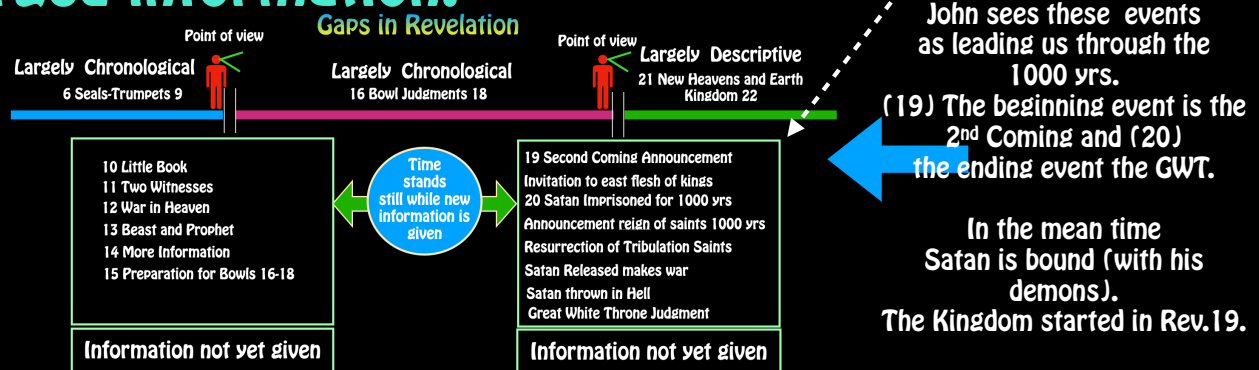 Gaps in Revelation
Point of view
Largely Chronological
6 Seals-Trumpets 9
Largely Chronological
16 Bowl Judgments 18
Point of view
Largely Descriptive
21 New Heavens and Earth
Kingdom 22
10 Little Book
11 Two Witnesses
12 War in Heaven
13 Beast and Prophet
14 More Information
15 Preparation for Bowls 16-18
Information not yet given
Time
stands
still while new
information is
given
19 Second Coming Announcement
Invitation to east flesh of kings
20 Satan Imprisoned for 1000 yrs
Announcement reign of saints 1000 yrs
Resurrection of Tribulation Saints
Satan Released makes war
Satan thrown in Hell
Great White Throne Judgment
Information not yet given
John sees these events
as leading us through the
1000 yrs.
(19) The beginning event is the
2nd Coming and (20)
the ending event the GWT.
In the mean time
Satan is bound (with his
demons).
The Kingdom started in Rev.19.